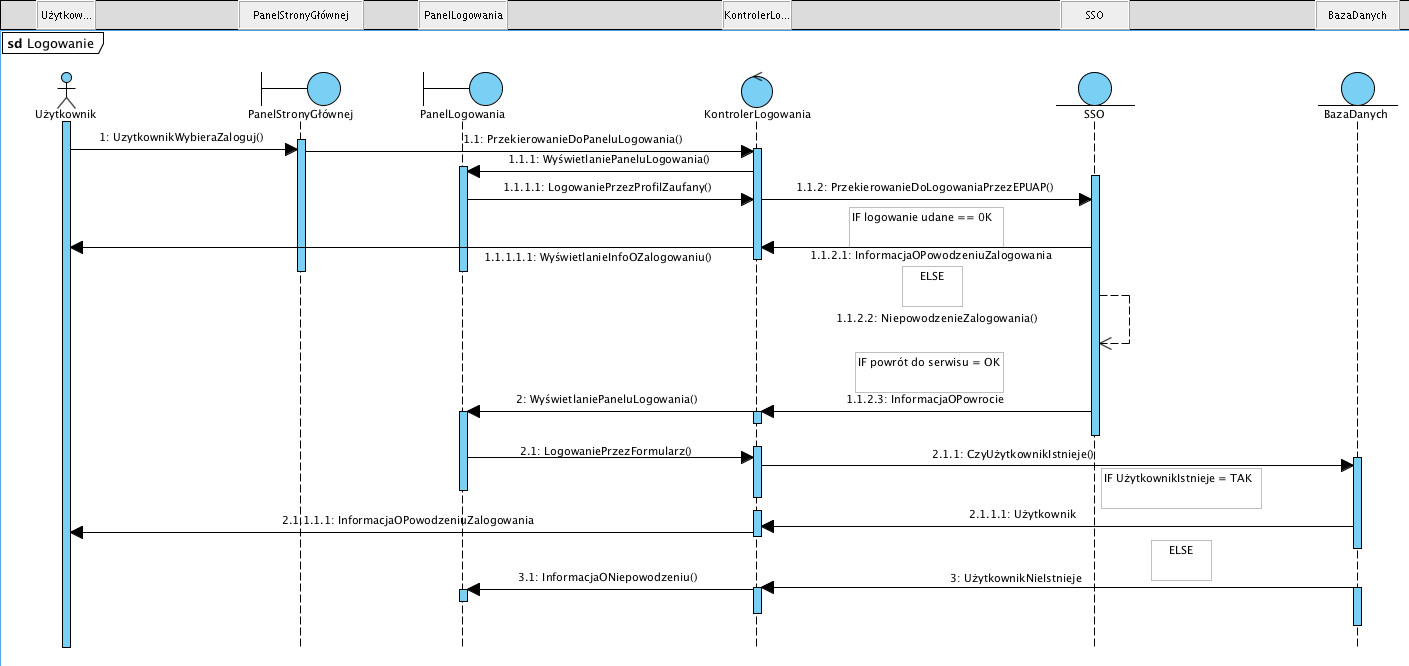 Użytkow...
PanelStronyGłównej
PanelLogowania
KontrolerLo...
SSO
BazaDanych
sd Logowanie
Użytkownik
PanelStronyGłównej
PanelLogowania
KontrolerLogowania
SSO
BazaDanych
1: UzytkownikWybieraZaloguj()
1.1: PrzekierowanieDoPaneluLogowania()
1.1.1: WyświetlaniePaneluLogowania()
1.1.1.1: LogowaniePrzezProfilZaufany()
1.1.2: PrzekierowanieDoLogowaniaPrzezEPUAP()
IF logowanie udane == 0K
1.1.1.1.1: WyświetlanieInfoOZalogowaniu()
1.1.2.1: InformacjaOPowodzeniuZalogowania
ELSE
1.1.2.2: NiepowodzenieZalogowania()
IF powrót do serwisu = OK
2: WyświetlaniePaneluLogowania()
1.1.2.3: InformacjaOPowrocie
2.1: LogowaniePrzezFormularz()
2.1.1: CzyUżytkownikIstnieje()
IF UżytkownikIstnieje = TAK
2.1.1.1: Użytkownik
2.1.1.1.1: InformacjaOPowodzeniuZalogowania
ELSE
3.1: InformacjaONiepowodzeniu()
3: UżytkownikNieIstnieje